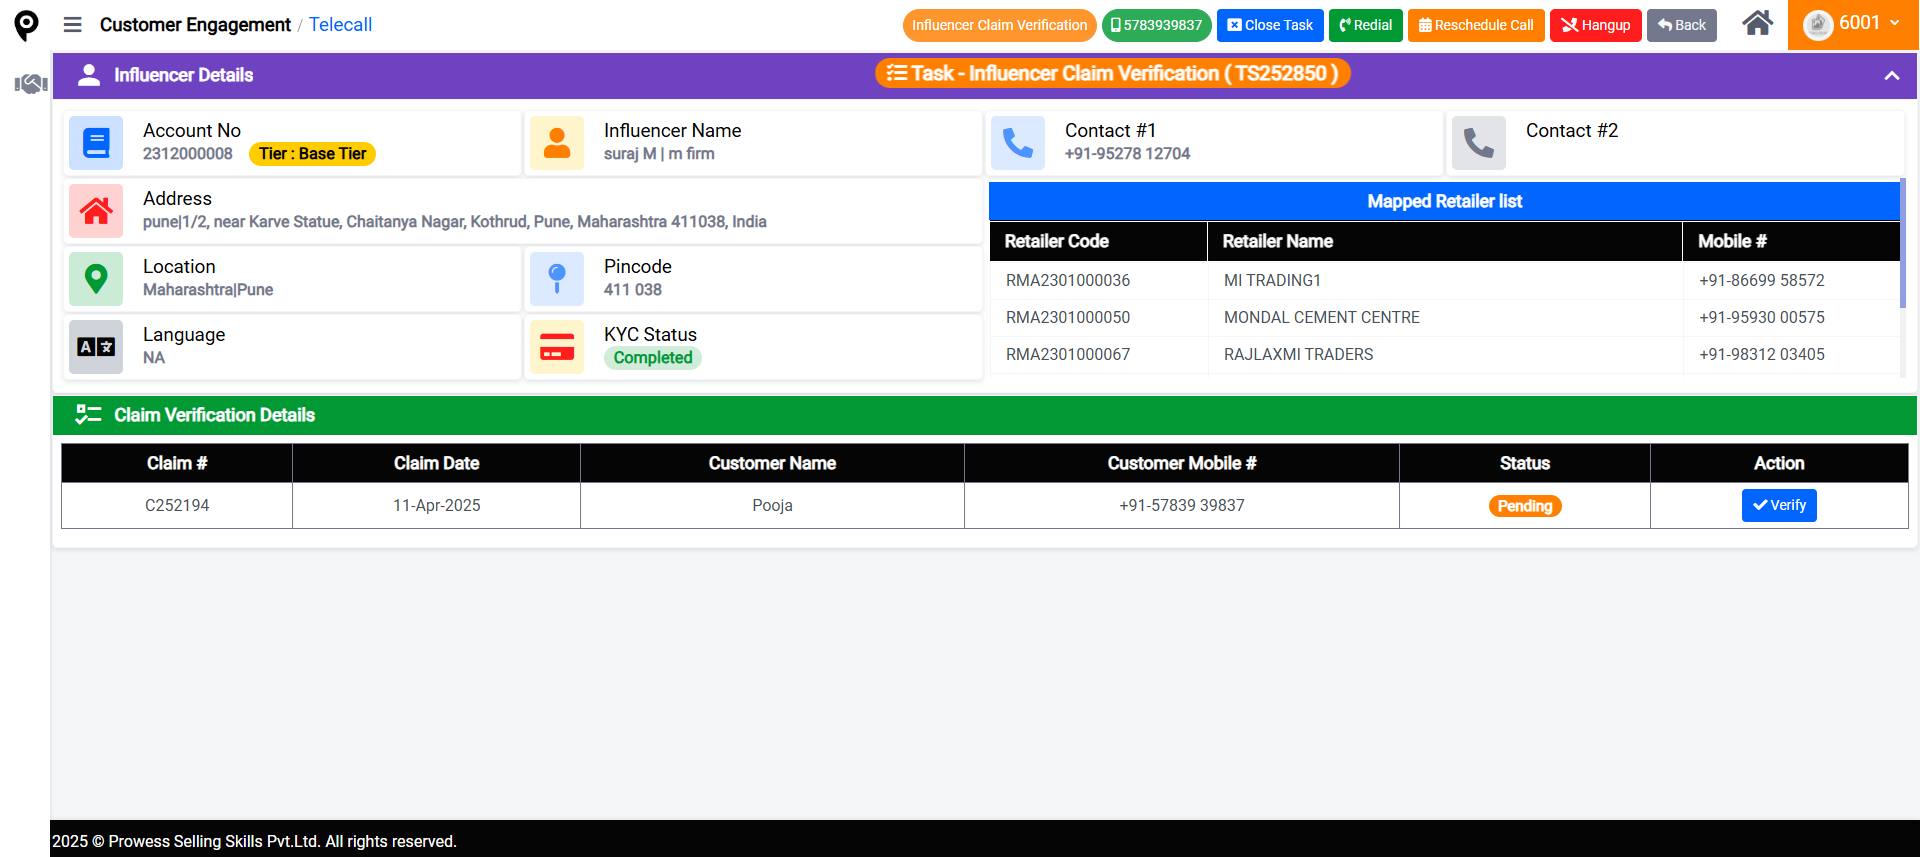 Customer Engagement / Telecall
Influencer Claim Verification 5783939837 Close Task Redial Reschedule Call Hangup Back 6001
Influencer Details Task - Influencer Claim Verification ( TS252850 )
Account No
2312000008 Tier : Base Tier
Influencer Name
suraj M | m firm
Contact #1
+91-95278 12704
Contact #2
Address
pune|1/2, near Karve Statue, Chaitanya Nagar, Kothrud, Pune, Maharashtra 411038, India
Location
Maharashtra|Pune
Pincode
411 038
Language
NA
KYC Status
Completed
Mapped Retailer list
Retailer Code Retailer Name Mobile #
RMA2301000036 MI TRADING1 +91-86699 58572
RMA2301000050 MONDAL CEMENT CENTRE +91-95930 00575
RMA2301000067 RAJLAXMI TRADERS +91-98312 03405
Claim Verification Details
Claim # Claim Date Customer Name Customer Mobile # Status Action
C252194 11-Apr-2025 Pooja +91-57839 39837 Pending Verify
2025 © Prowess Selling Skills Pvt.Ltd. All rights reserved.